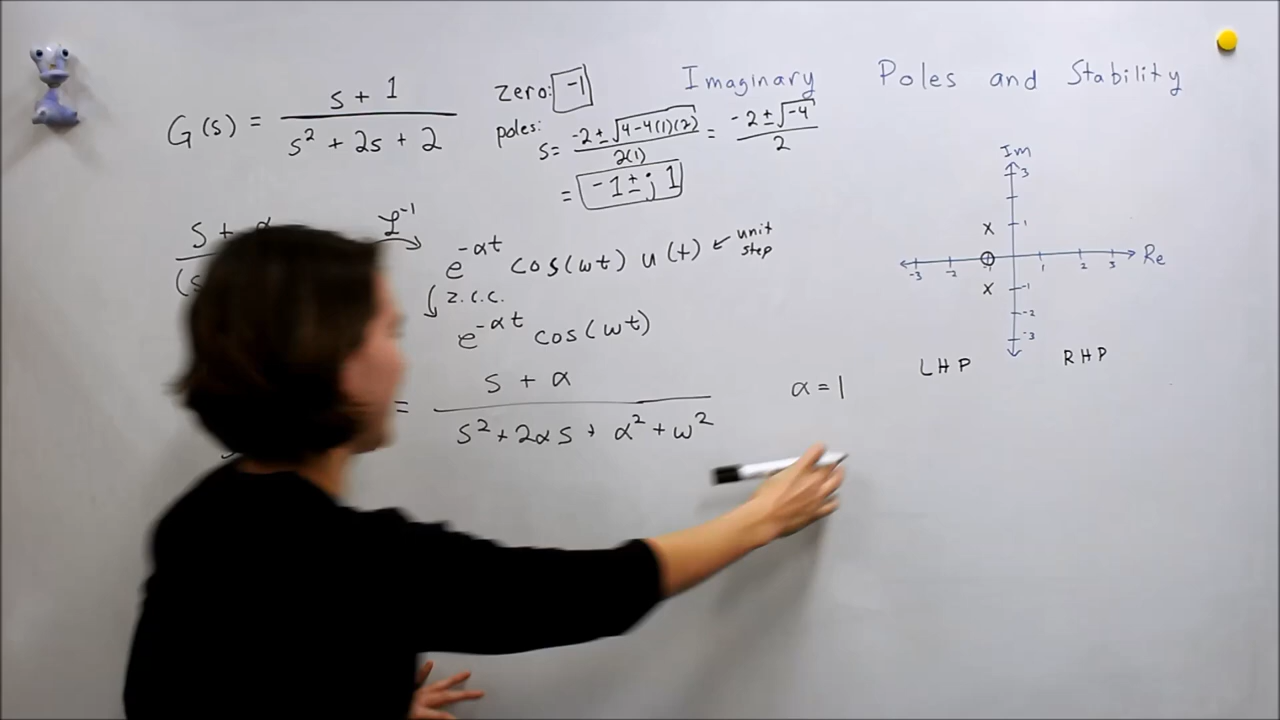 Imaginary Poles and Stability
G(s) = s + 1 / s² + 2s + 2
zero: -1
poles:
s = -2 ± √4-4(1)(2) / 2(1) = -2 ± √-4 / 2
= -1 ± j 1
s + α
ℒ⁻¹
e^-αt cos(ωt) u(t) ← unit step
Z.C.C.
e^-αt cos(ωt)
= s + α / s² + 2αs + α² + ω²
α = 1
Im
3
1
x
-3 -2 -1 1 2 3 Re
x
-1
-2
-3
LHP RHP